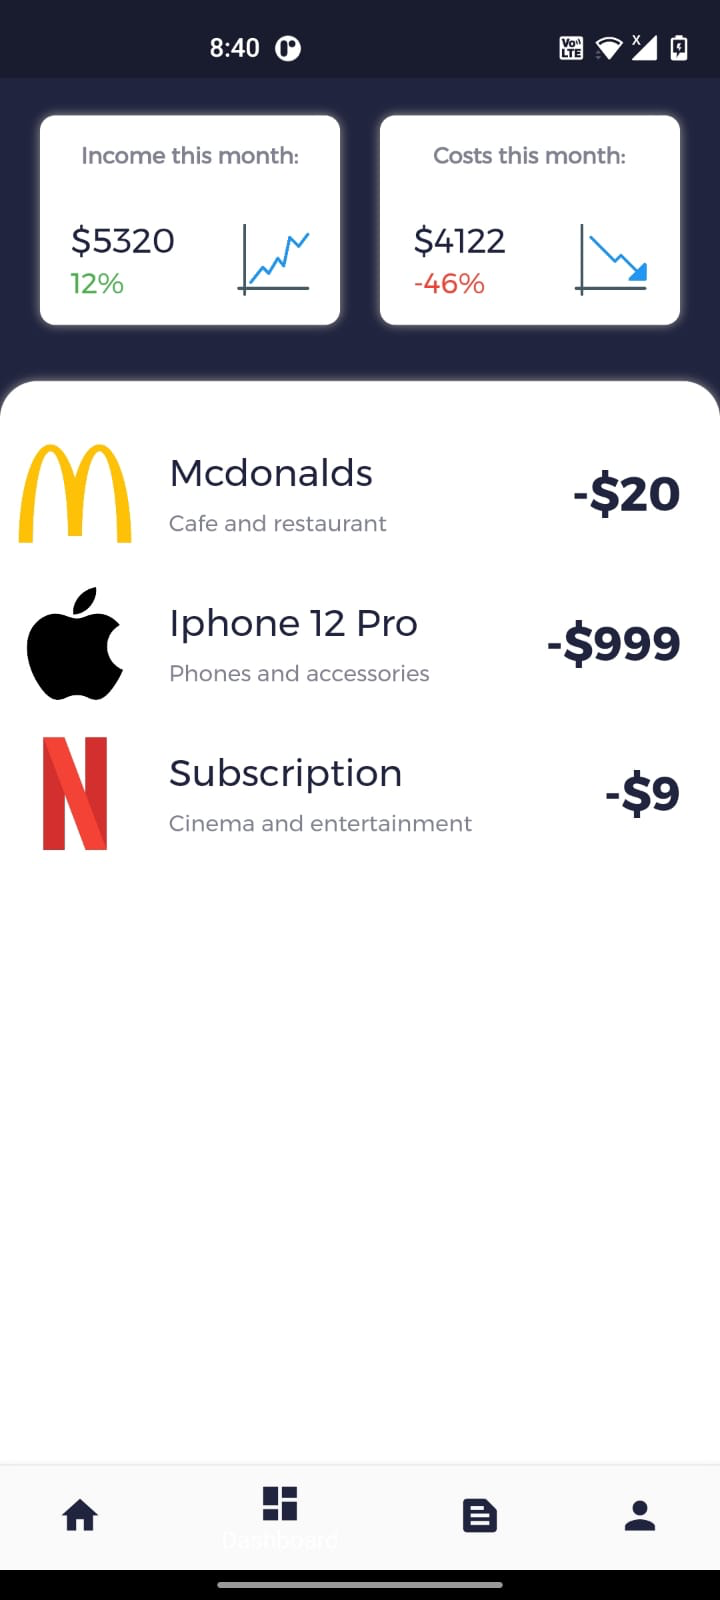 8:40
Vo LTE
X
Income this month:
Costs this month:
$5320
12%
$4122
-46%
Mcdonalds
Cafe and restaurant
-$20
Iphone 12 Pro
Phones and accessories
-$999
Subscription
Cinema and entertainment
-$9
Dashboard